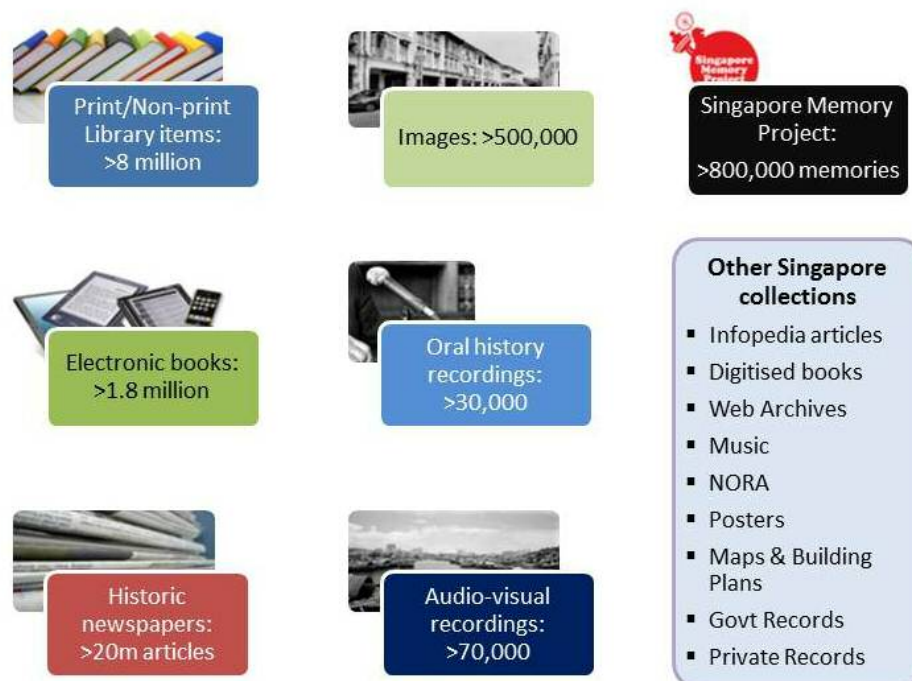 Print/Non-print
Library items:
>8 million
Images: >500,000
Singapore
Memory
Project
Singapore Memory
Project:
>800,000 memories
Electronic books:
>1.8 million
Oral history
recordings:
>30,000
Historic
newspapers:
>20m articles
Audio-visual
recordings:
>70,000
Other Singapore
collections
▪ Infopedia articles
▪ Digitised books
▪ Web Archives
▪ Music
▪ NORA
▪ Posters
▪ Maps & Building
Plans
▪ Govt Records
▪ Private Records